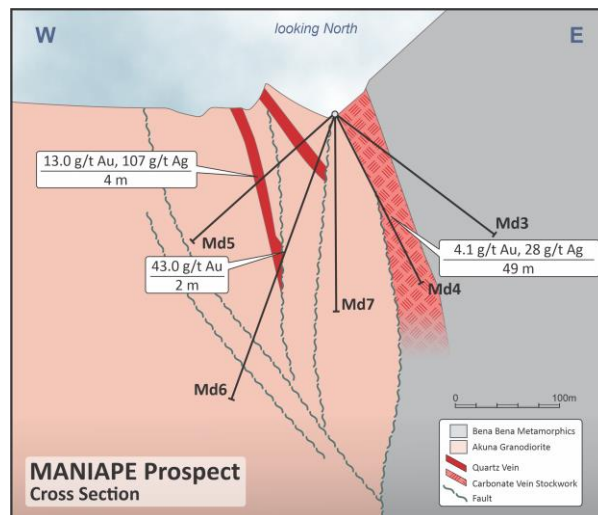 W
looking North
E
13.0 g/t Au, 107 g/t Ag
4 m
Md3
Md5
4.1 g/t Au, 28 g/t Ag
49 m
43.0 g/t Au
2 m
Md4
Md7
Md6
0
100m
Bena Bena Metamorphics
Akuna Granodiorite
Quartz Vein
Carbonate Vein Stockwork
Fault
MANIAPE Prospect
Cross Section